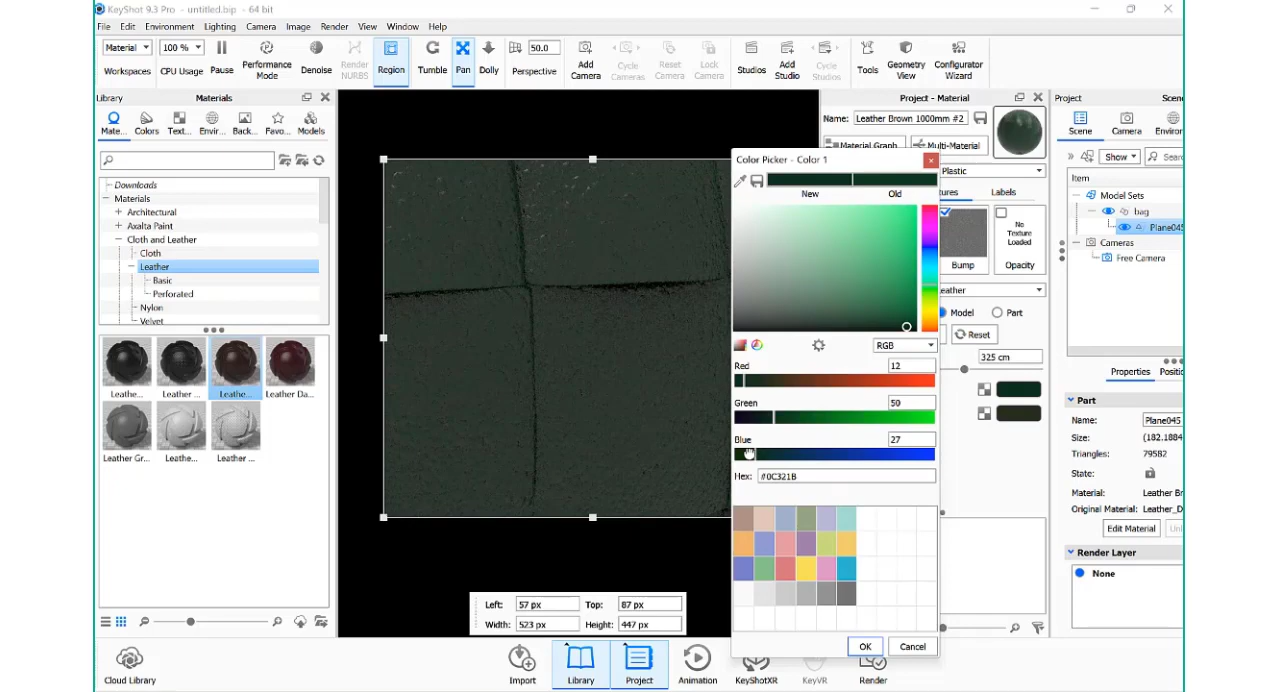 KeyShot 9.3 Pro - untitled.bip - 64 bit
File Edit Environment Lighting Camera Image Render View Window Help
Material 100 % 50.0
Workspaces CPU Usage Pause Performance Mode Denoise Render NURBS Region Tumble Pan Dolly Perspective Add Camera Cycle Cameras Reset Camera Lock Camera Studios Add Studio Cycle Studios Tools Geometry View Configurator Wizard
Library Materials
Mate... Colors Text... Envir... Back... Favo... Models
Downloads
Materials
Architectural
Axalta Paint
Cloth and Leather
Cloth
Leather
Basic
Perforated
Nylon
Velvet
Leathe... Leather ... Leathe... Leather Da...
Leather Gr... Leathe... Leather ...
Left: 57 px Top: 87 px
Width: 523 px Height: 447 px
Project - Material
Name: Leather Brown 1000mm #2
Material Graph Multi-Material
Plastic
tures Labels
Bump
No Texture Loaded
Opacity
eather
Model Part
Reset
325 cm
Color Picker - Color 1
New Old
RGB
Red 12
Green 50
Blue 27
Hex: #0C321B
OK Cancel
Project Scen
Scene Camera Environ
Show Sear
Item
Model Sets
bag
Plane045
Cameras
Free Camera
Properties Positic
Part
Name: Plane045
Size: (182.1884
Triangles: 79582
State:
Material: Leather Br
Original Material: Leather_D
Edit Material Unl
Render Layer
None
Cloud Library Import Library Project Animation KeyShotXR KeyVR Render